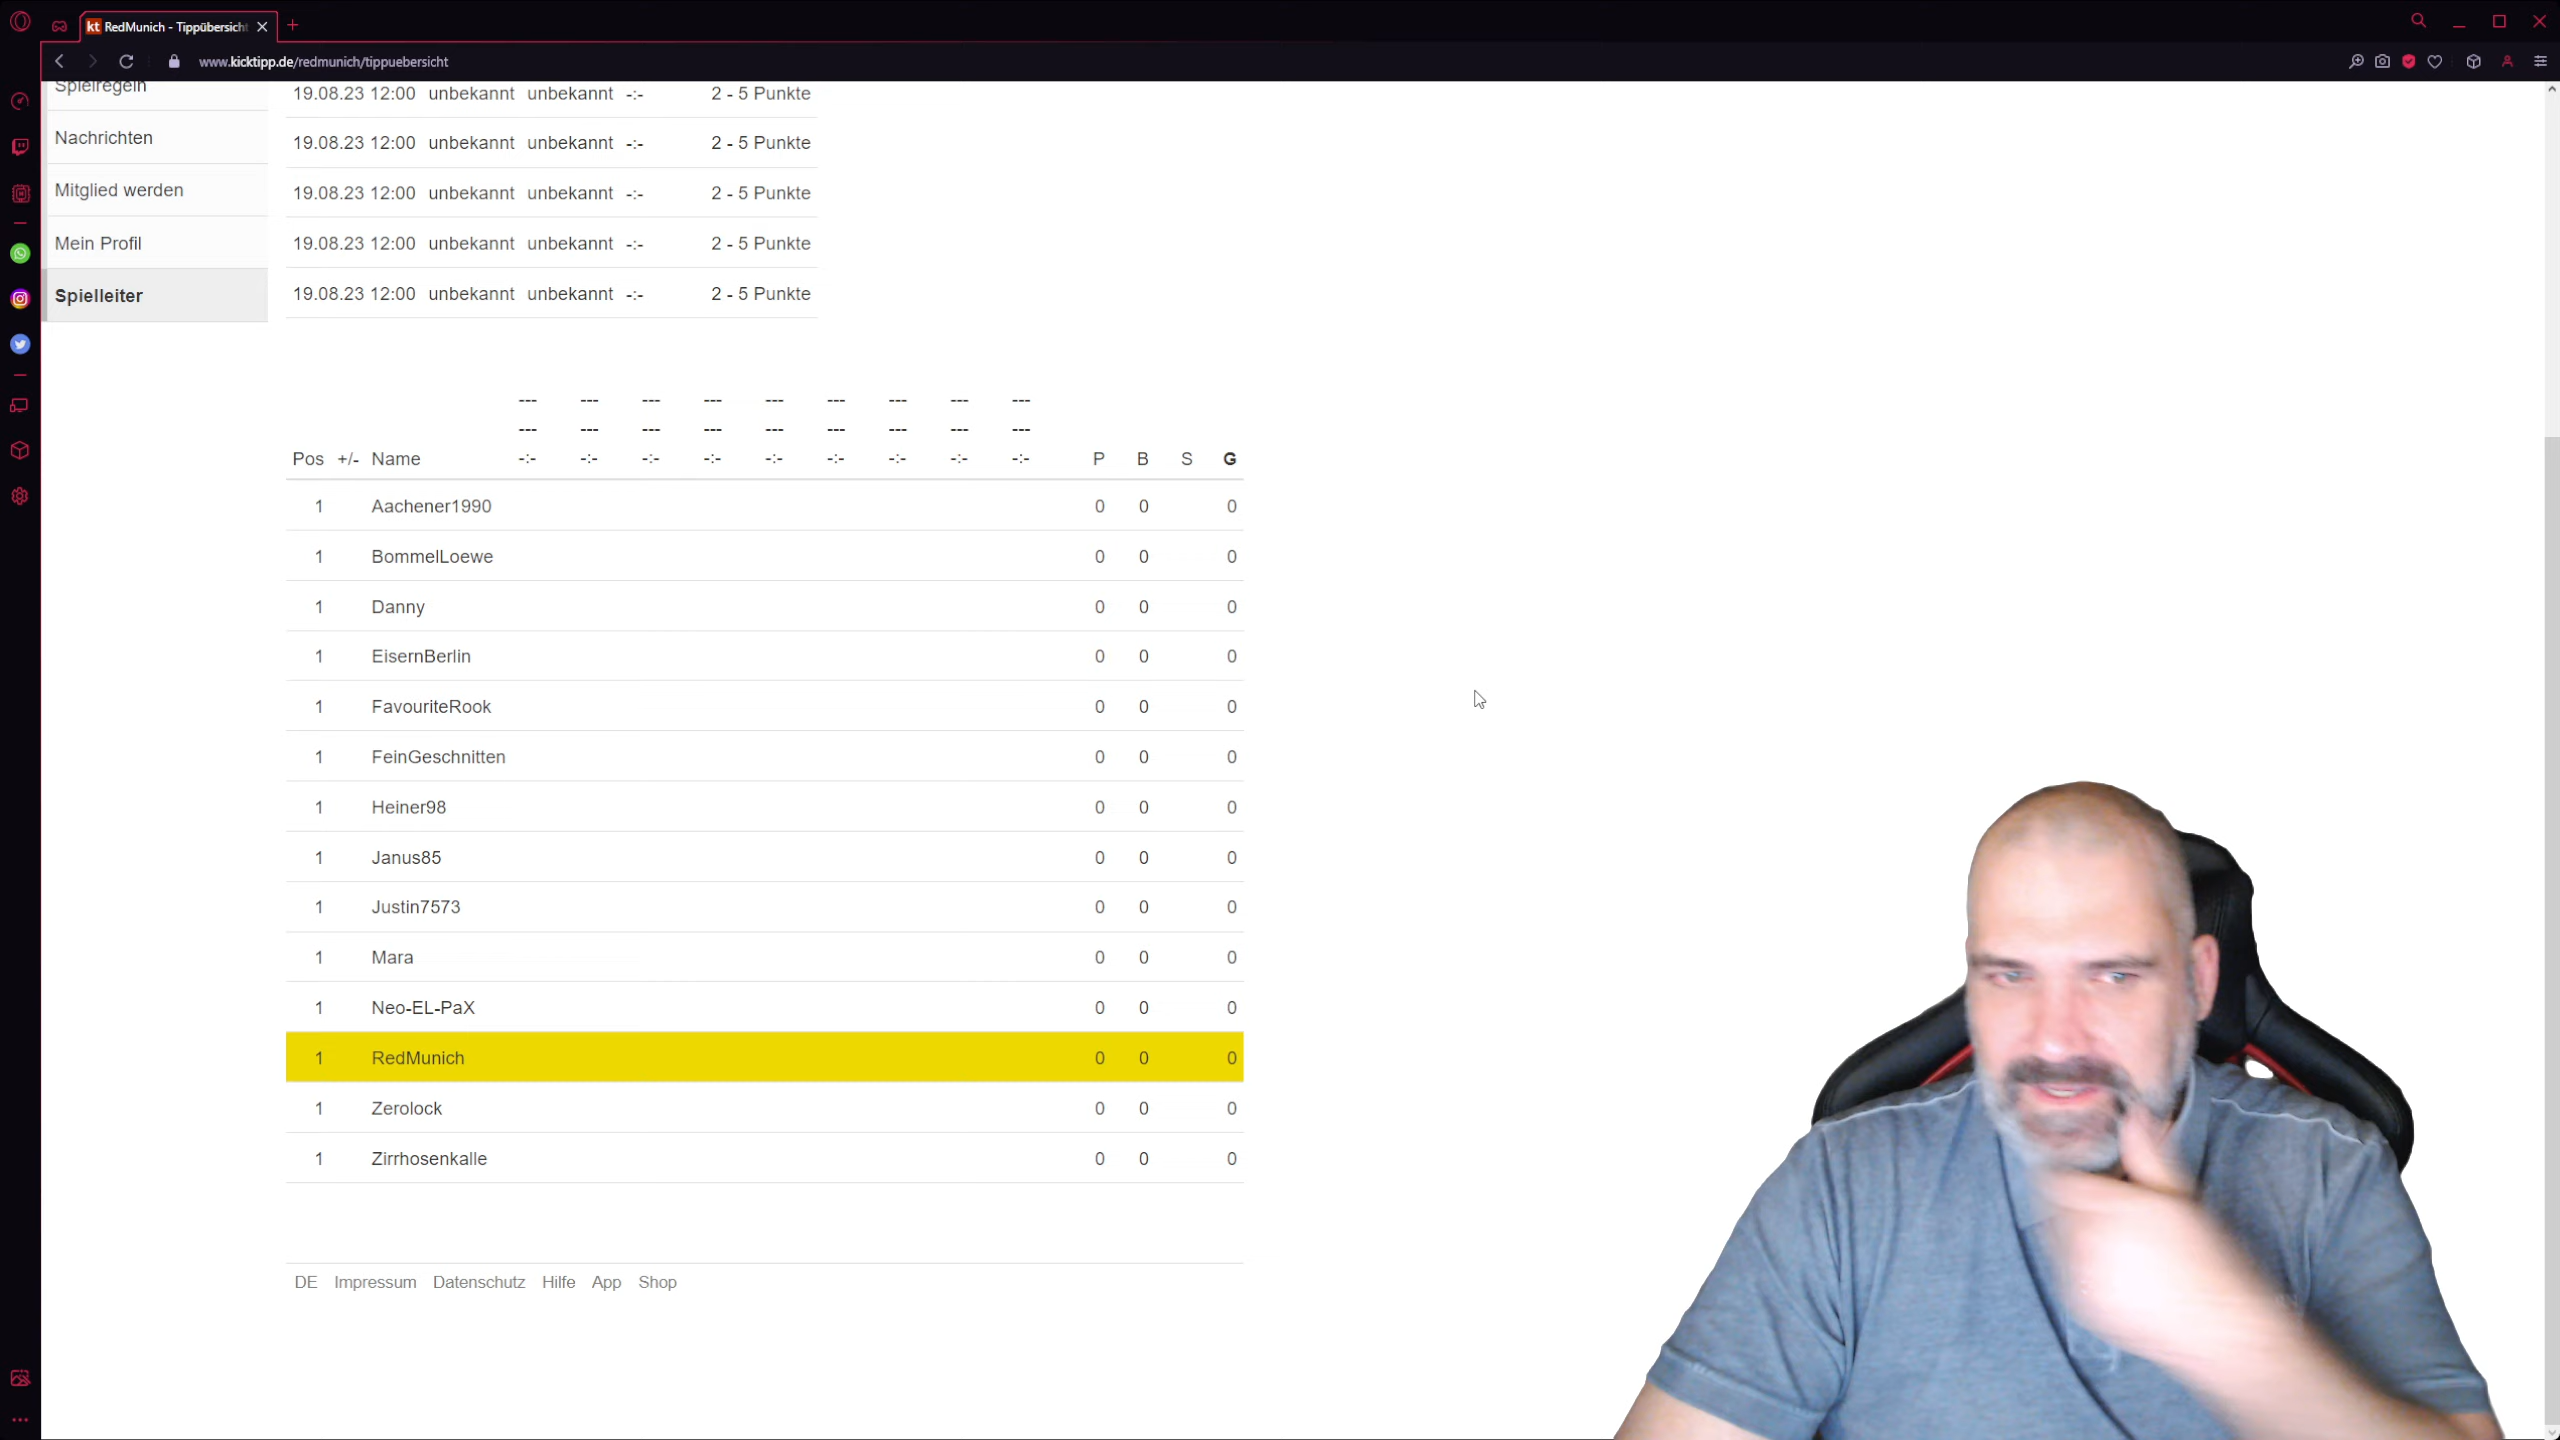 kt RedMunich - Tippübersicht
www.kicktipp.de/redmunich/tippuebersicht
Spielregeln
19.08.23 12:00 unbekannt unbekannt -:- 2 - 5 Punkte
Nachrichten
19.08.23 12:00 unbekannt unbekannt -:- 2 - 5 Punkte
Mitglied werden
19.08.23 12:00 unbekannt unbekannt -:- 2 - 5 Punkte
Mein Profil
19.08.23 12:00 unbekannt unbekannt -:- 2 - 5 Punkte
Spielleiter
19.08.23 12:00 unbekannt unbekannt -:- 2 - 5 Punkte
--- --- --- --- --- --- --- --- ---
--- --- --- --- --- --- --- --- ---
Pos +/- Name -:- -:- -:- -:- -:- -:- -:- -:- -:- P B S G
1 Aachener1990 0 0 0
1 BommelLoewe 0 0 0
1 Danny 0 0 0
1 EisernBerlin 0 0 0
1 FavouriteRook 0 0 0
1 FeinGeschnitten 0 0 0
1 Heiner98 0 0 0
1 Janus85 0 0 0
1 Justin7573 0 0 0
1 Mara 0 0 0
1 Neo-EL-PaX 0 0 0
1 RedMunich 0 0 0
1 Zerolock 0 0 0
1 Zirrhosenkalle 0 0 0
DE Impressum Datenschutz Hilfe App Shop